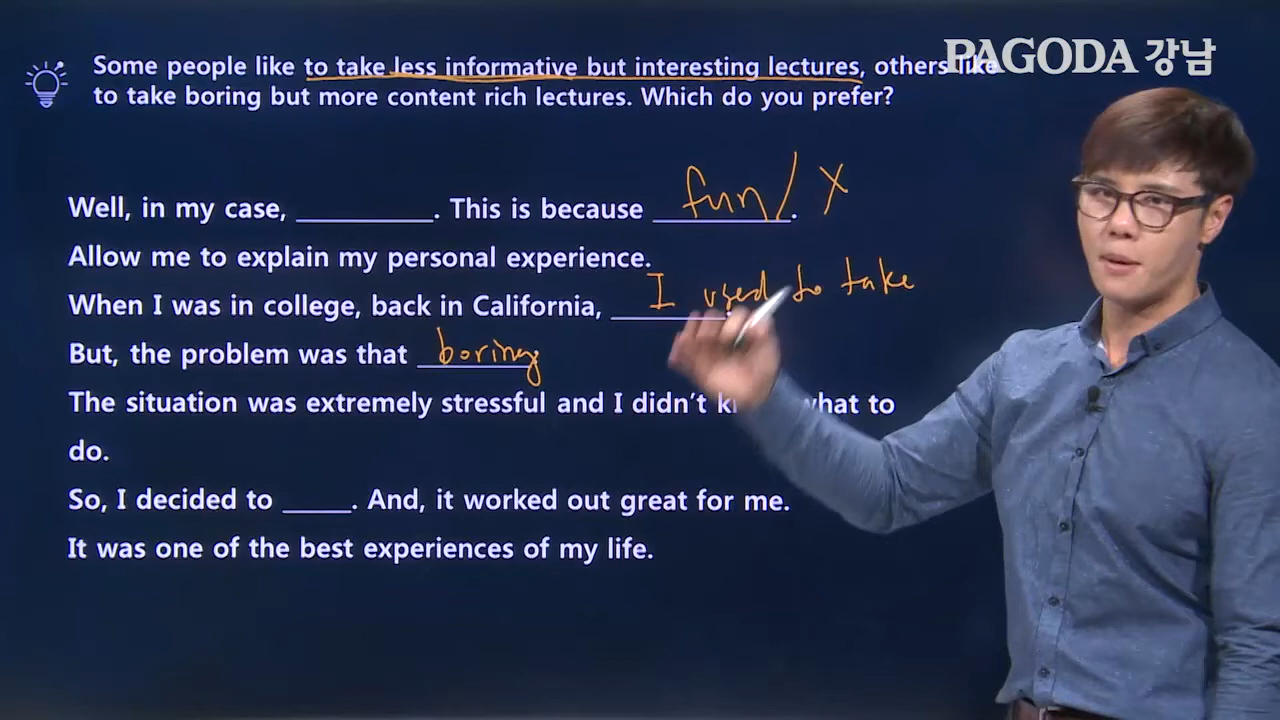 PAGODA 강남
Some people like to take less informative but interesting lectures, others like
to take boring but more content rich lectures. Which do you prefer?
Well, in my case, __________. This is because fun/ X.
Allow me to explain my personal experience.
When I was in college, back in California, I used to take
But, the problem was that boring
The situation was extremely stressful and I didn't what to
do.
So, I decided to _____. And, it worked out great for me.
It was one of the best experiences of my life.